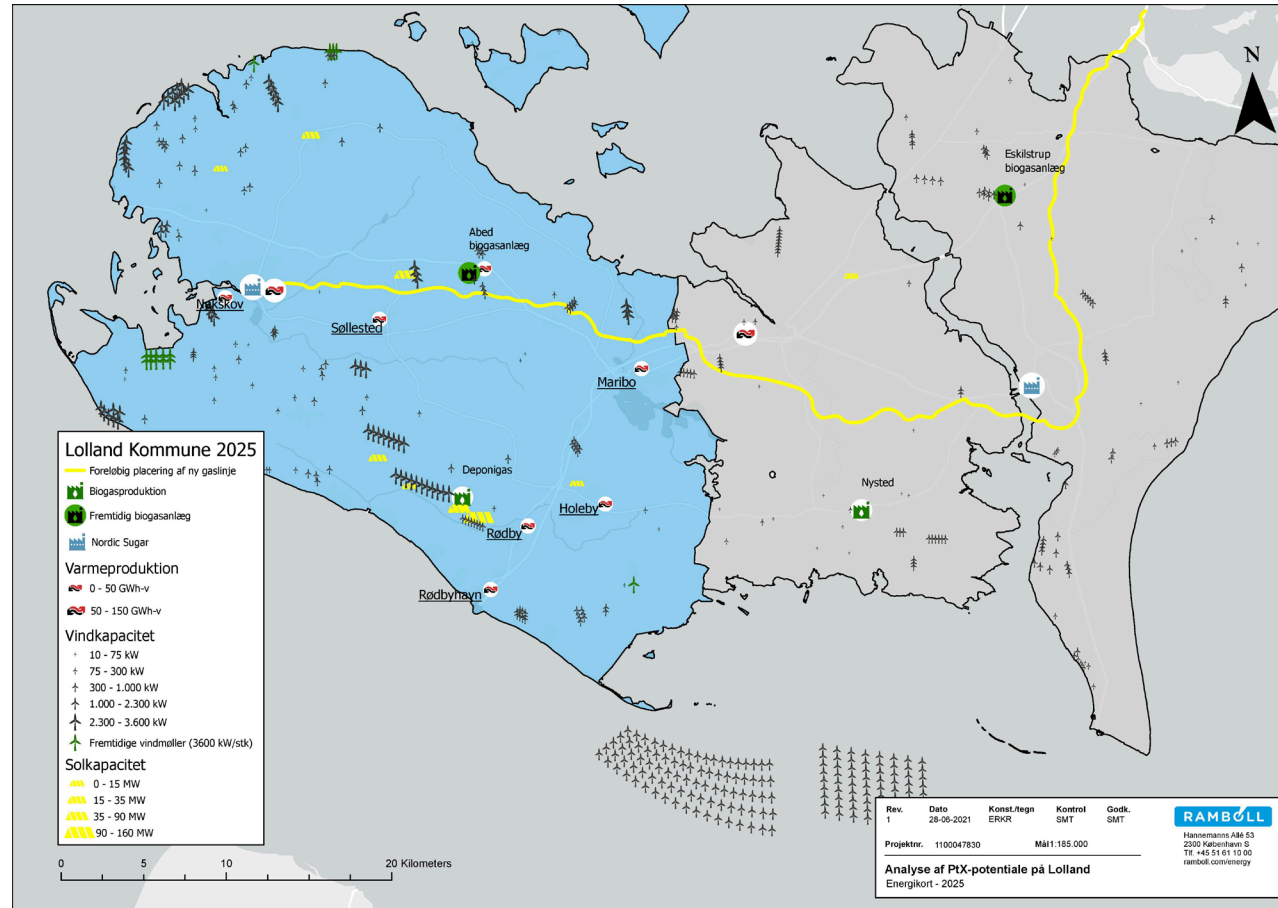 N
Eskilstrup
biogasanlæg
Abed
biogasanlæg
Nakskov
Søllested
Maribo
Deponigas
Nysted
Holeby
Rødby
Rødbyhavn
Lolland Kommune 2025
Foreløbig placering af ny gaslinje
Biogasproduktion
Fremtidig biogasanlæg
Nordic Sugar
Varmeproduktion
0 - 50 GWh-v
50 - 150 GWh-v
Vindkapacitet
10 - 75 kW
75 - 300 kW
300 - 1.000 kW
1.000 - 2.300 kW
2.300 - 3.600 kW
Fremtidige vindmøller (3600 kW/stk)
Solkapacitet
0 - 15 MW
15 - 35 MW
35 - 90 MW
90 - 160 MW
0 10 20 Kilometers
Rev. Dato Konst./tegn Kontrol Godk.
1 28-06-2021 ERKR SMT SMT
Projektnr. 1100047830 Mål1:185.000
Analyse af PtX-potentiale på Lolland
Energikort - 2025
RAMBOLL
Hannemanns Allé 53
2300 København S
Tlf. +45 51 61 10 00
ramboll.com/energy